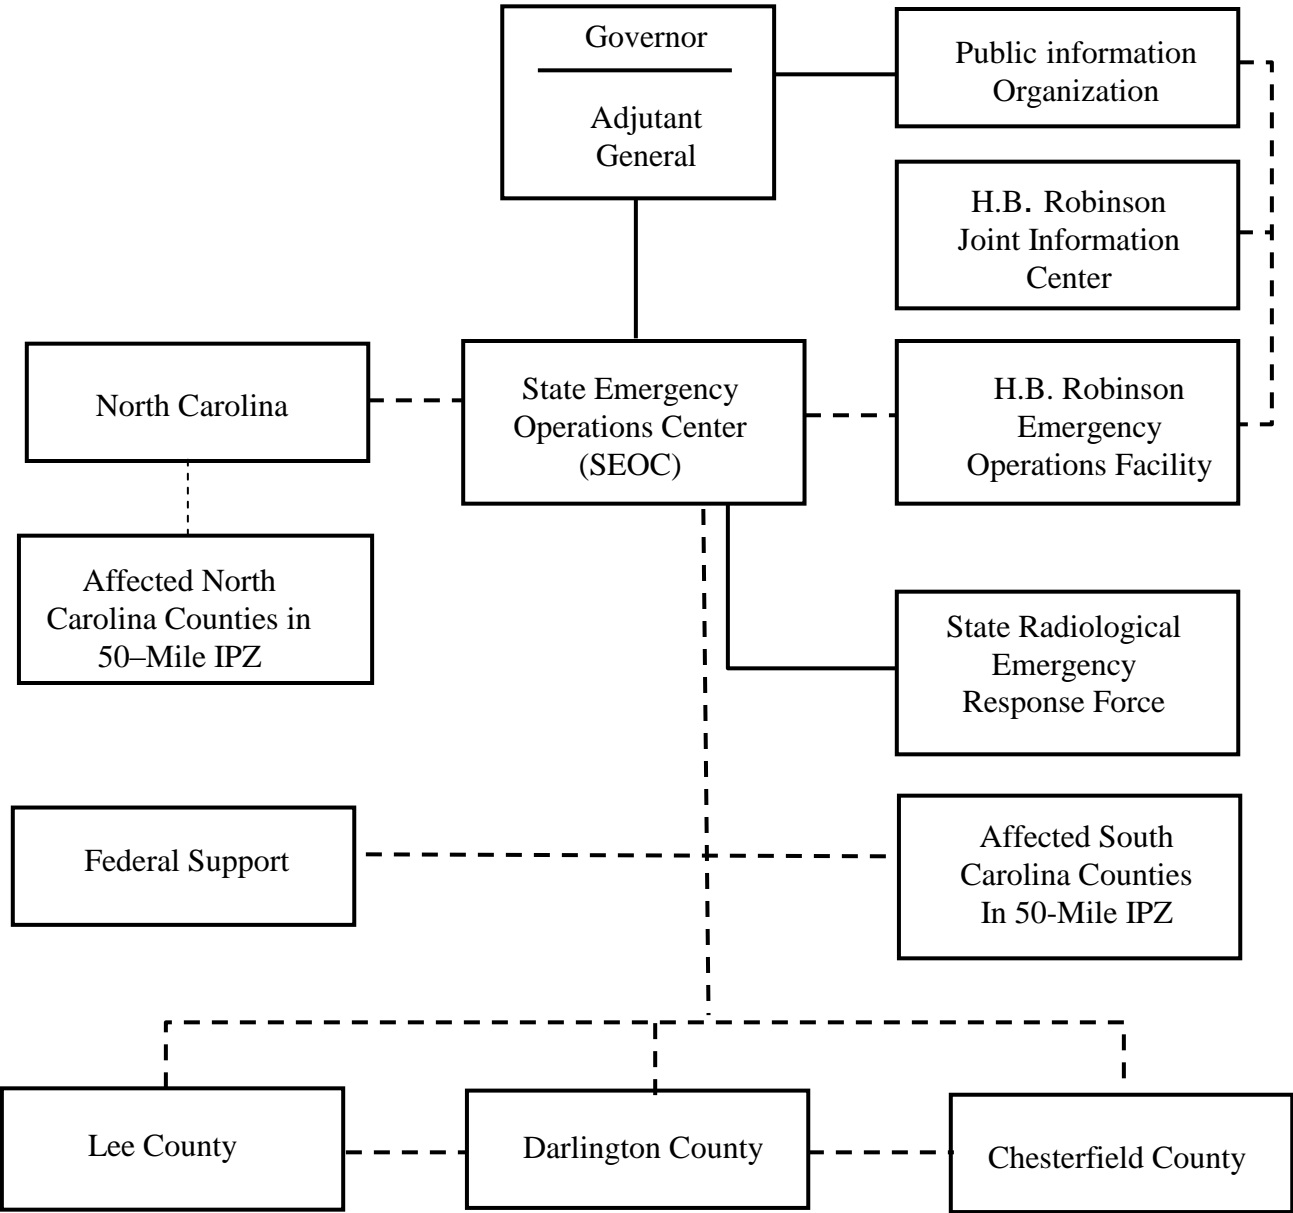 Governor
Adjutant
General
Public information
Organization
H.B. Robinson
Joint Information
Center
North Carolina
State Emergency
Operations Center
(SEOC)
H.B. Robinson
Emergency
Operations Facility
Affected North
Carolina Counties in
50–Mile IPZ
State Radiological
Emergency
Response Force
Federal Support
Affected South
Carolina Counties
In 50-Mile IPZ
Lee County
Darlington County
Chesterfield County